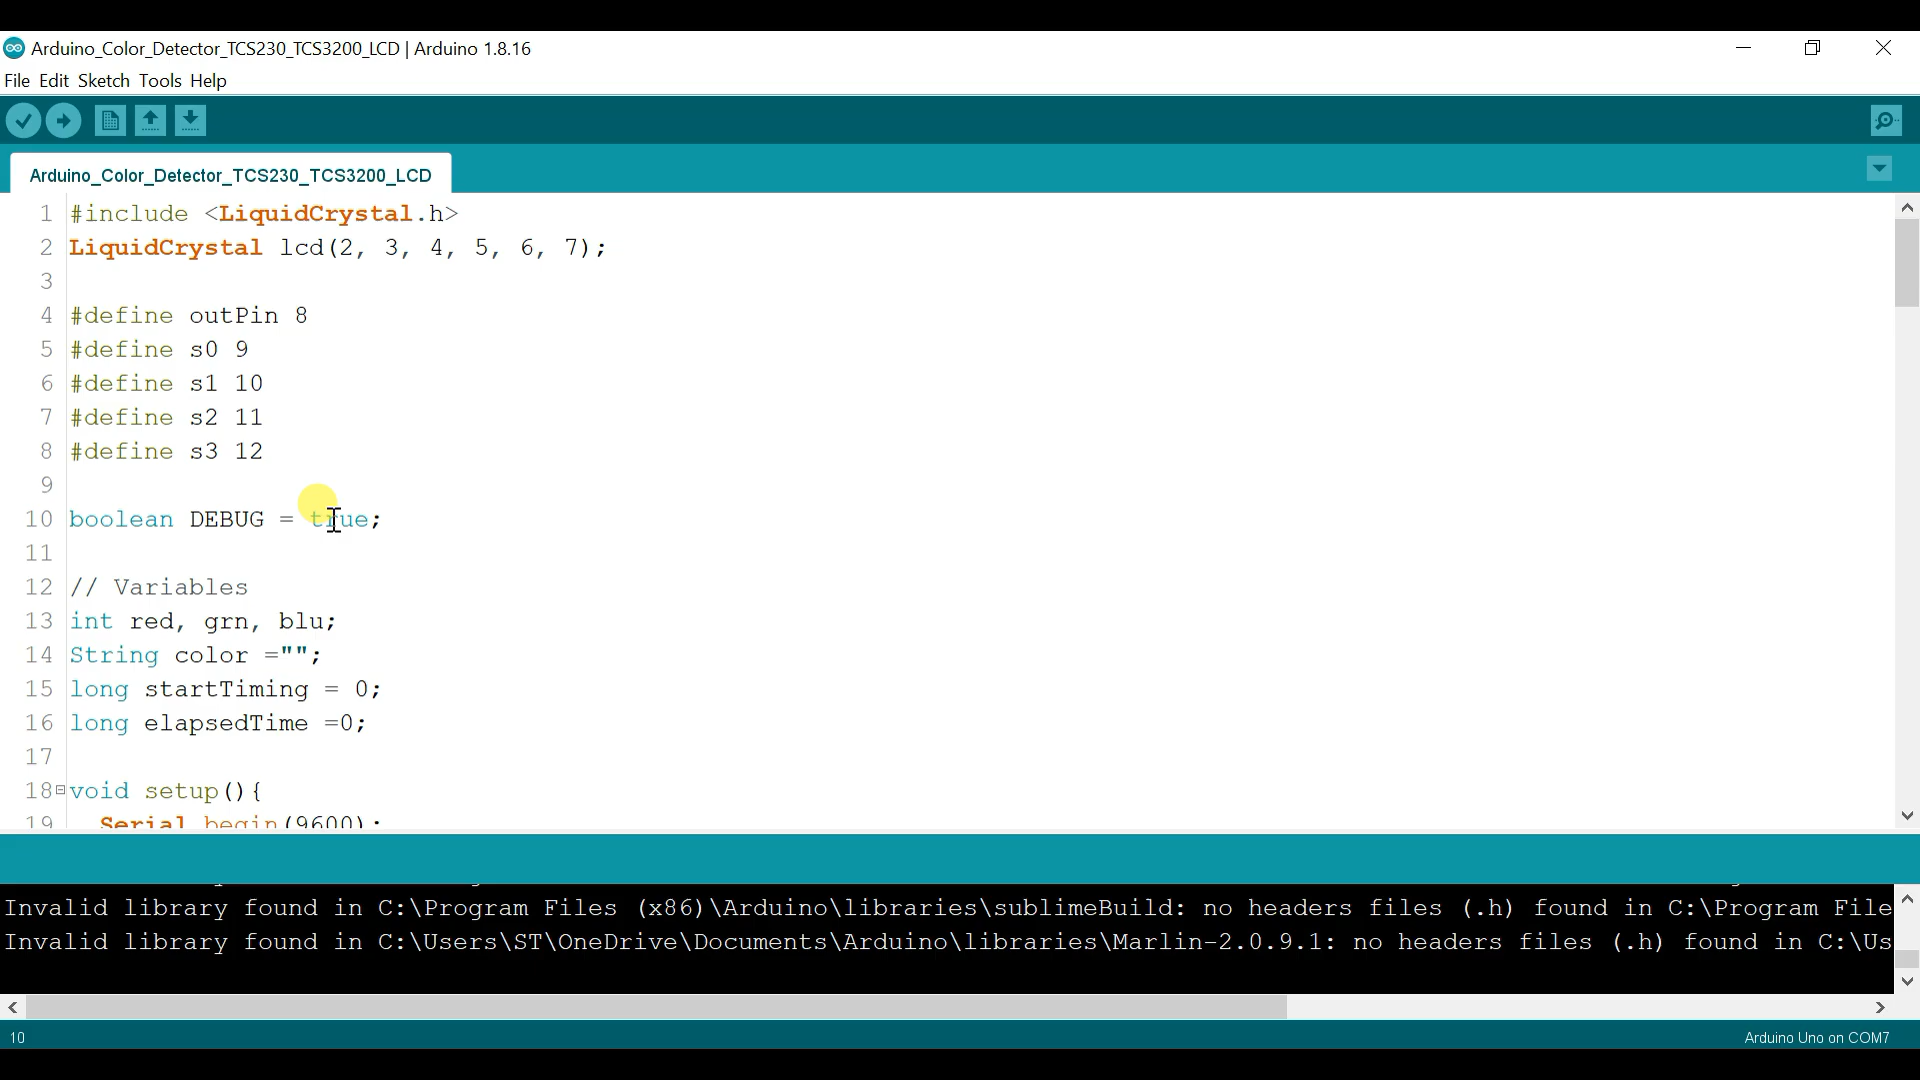 Arduino_Color_Detector_TCS230_TCS3200_LCD | Arduino 1.8.16
File Edit Sketch Tools Help
Arduino_Color_Detector_TCS230_TCS3200_LCD
1 #include <LiquidCrystal.h>
2 LiquidCrystal lcd(2, 3, 4, 5, 6, 7);
3
4 #define outPin 8
5 #define s0 9
6 #define s1 10
7 #define s2 11
8 #define s3 12
9
10 boolean DEBUG = true;
11
12 // Variables
13 int red, grn, blu;
14 String color ="";
15 long startTiming = 0;
16 long elapsedTime =0;
17
18 void setup(){
19 Serial.begin(9600);
Invalid library found in C:\Program Files (x86)\Arduino\libraries\sublimeBuild: no headers files (.h) found in C:\Program File
Invalid library found in C:\Users\ST\OneDrive\Documents\Arduino\libraries\Marlin-2.0.9.1: no headers files (.h) found in C:\Us
10
Arduino Uno on COM7